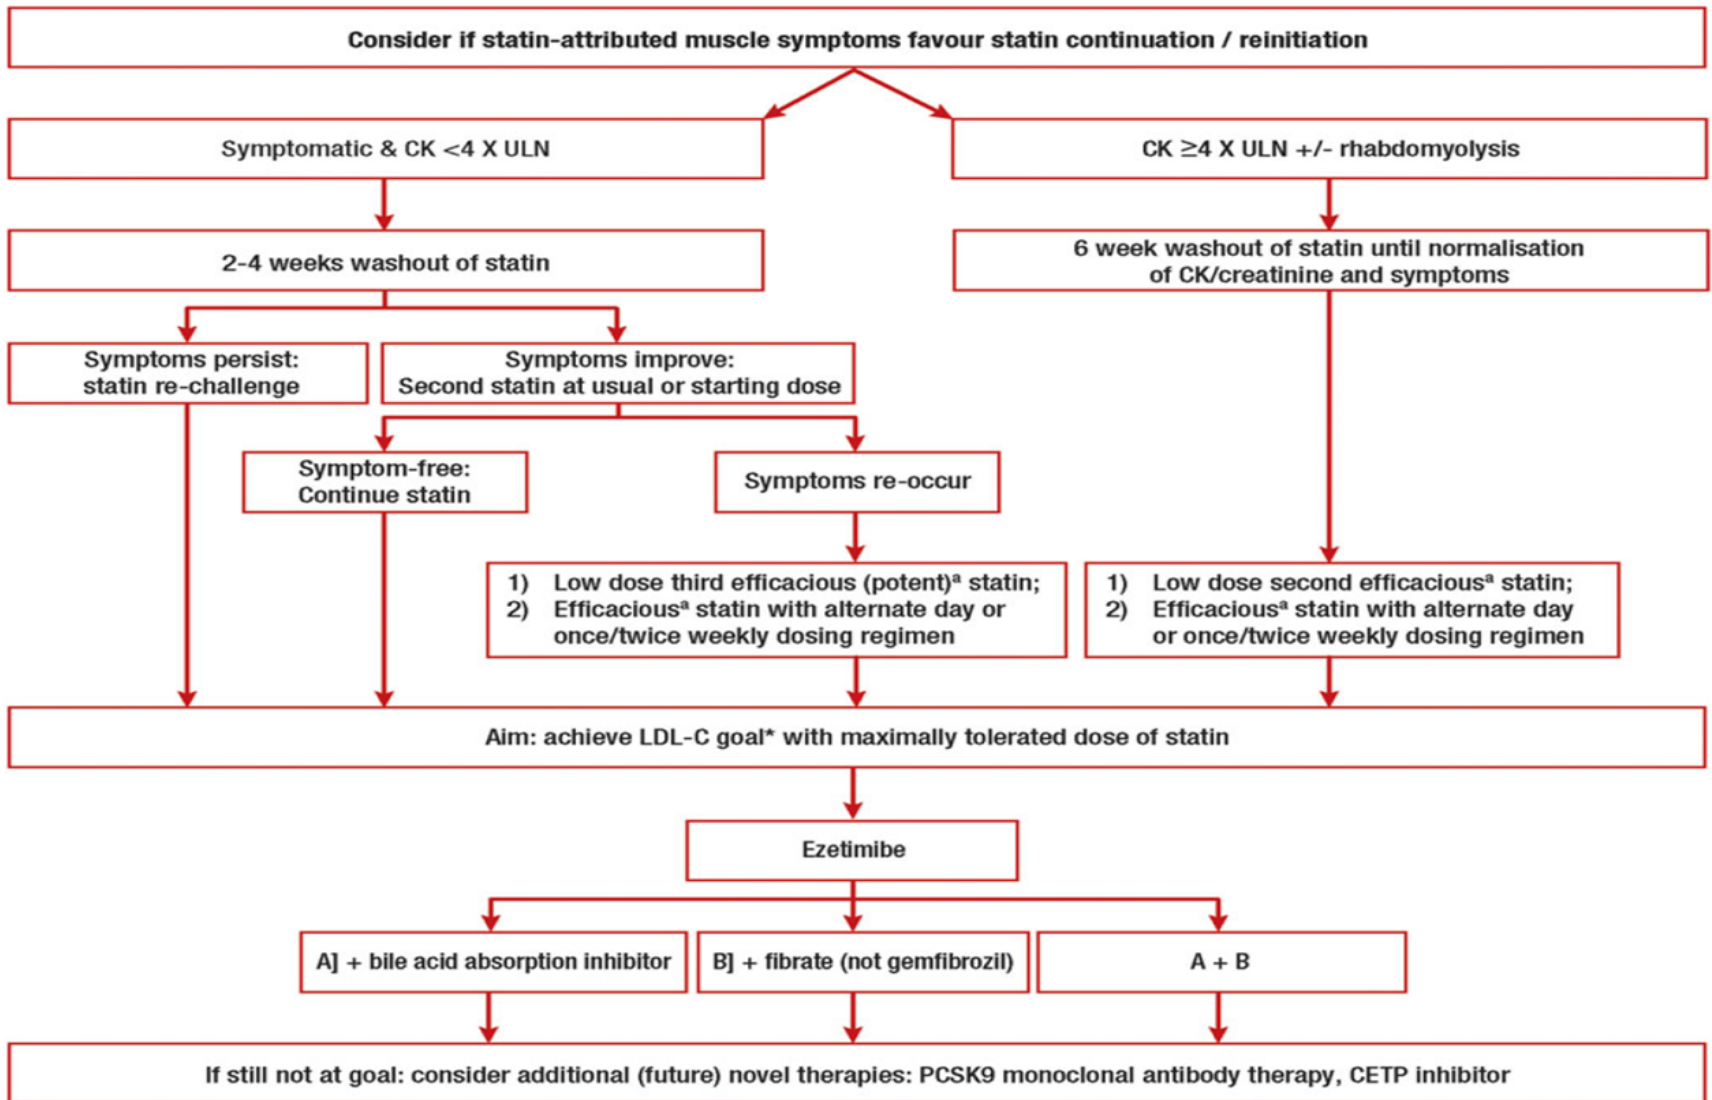 Consider if statin-attributed muscle symptoms favour statin continuation / reinitiation
Symptomatic & CK <4 X ULN
CK ≥4 X ULN +/- rhabdomyolysis
2-4 weeks washout of statin
6 week washout of statin until normalisation
of CK/creatinine and symptoms
Symptoms persist:
statin re-challenge
Symptoms improve:
Second statin at usual or starting dose
Symptom-free:
Continue statin
Symptoms re-occur
1) Low dose third efficacious (potent)ª statin;
2) Efficaciousª statin with alternate day or
once/twice weekly dosing regimen
1) Low dose second efficaciousª statin;
2) Efficaciousª statin with alternate day
or once/twice weekly dosing regimen
Aim: achieve LDL-C goal* with maximally tolerated dose of statin
Ezetimibe
A] + bile acid absorption inhibitor
B] + fibrate (not gemfibrozil)
A + B
If still not at goal: consider additional (future) novel therapies: PCSK9 monoclonal antibody therapy, CETP inhibitor